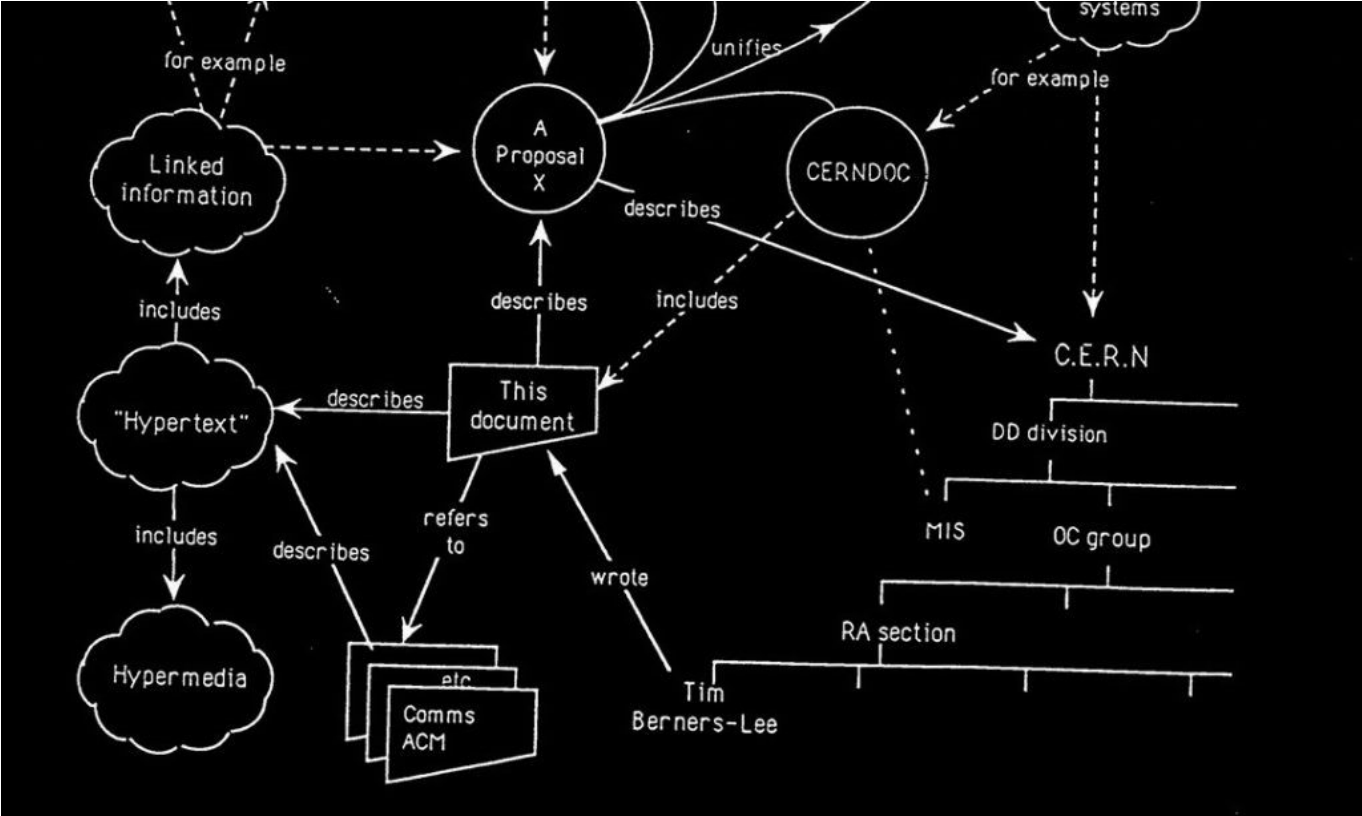 systems
unifies
for example
for example
A
Proposal
X
Linked
information
CERNDOC
describes
includes
describes
includes
C.E.R.N
This
document
describes
"Hypertext"
DD division
refers
to
includes
describes
MIS
OC group
wrote
RA section
Hypermedia
etc
Tim
Berners-Lee
Comms
ACM